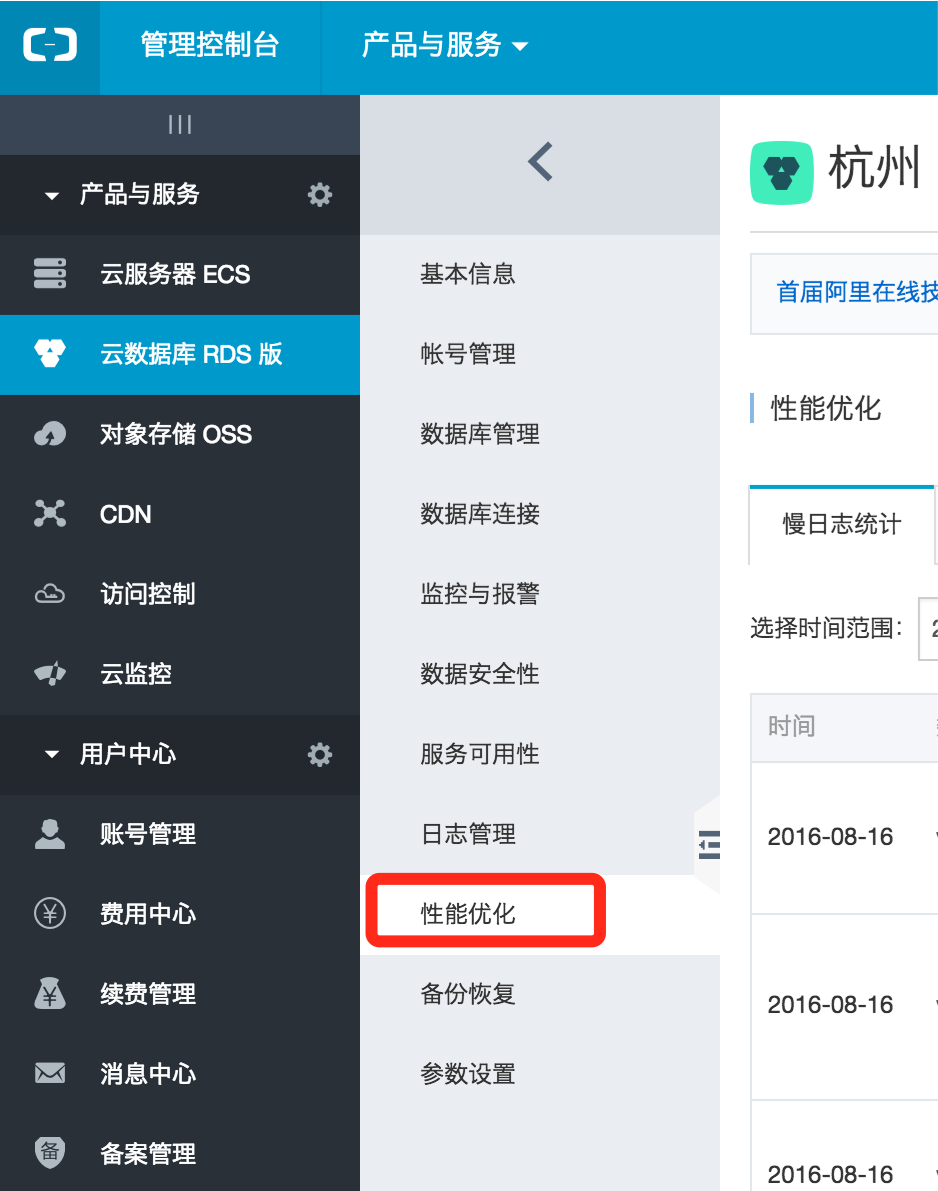 管理控制台
产品与服务
产品与服务
云服务器 ECS
云数据库 RDS 版
对象存储 OSS
CDN
访问控制
云监控
用户中心
账号管理
费用中心
续费管理
消息中心
备 备案管理
基本信息
帐号管理
数据库管理
数据库连接
监控与报警
数据安全性
服务可用性
日志管理
性能优化
备份恢复
参数设置
杭州
首届阿里在线技
性能优化
慢日志统计
选择时间范围:
时间
2016-08-16
2016-08-16
2016-08-16